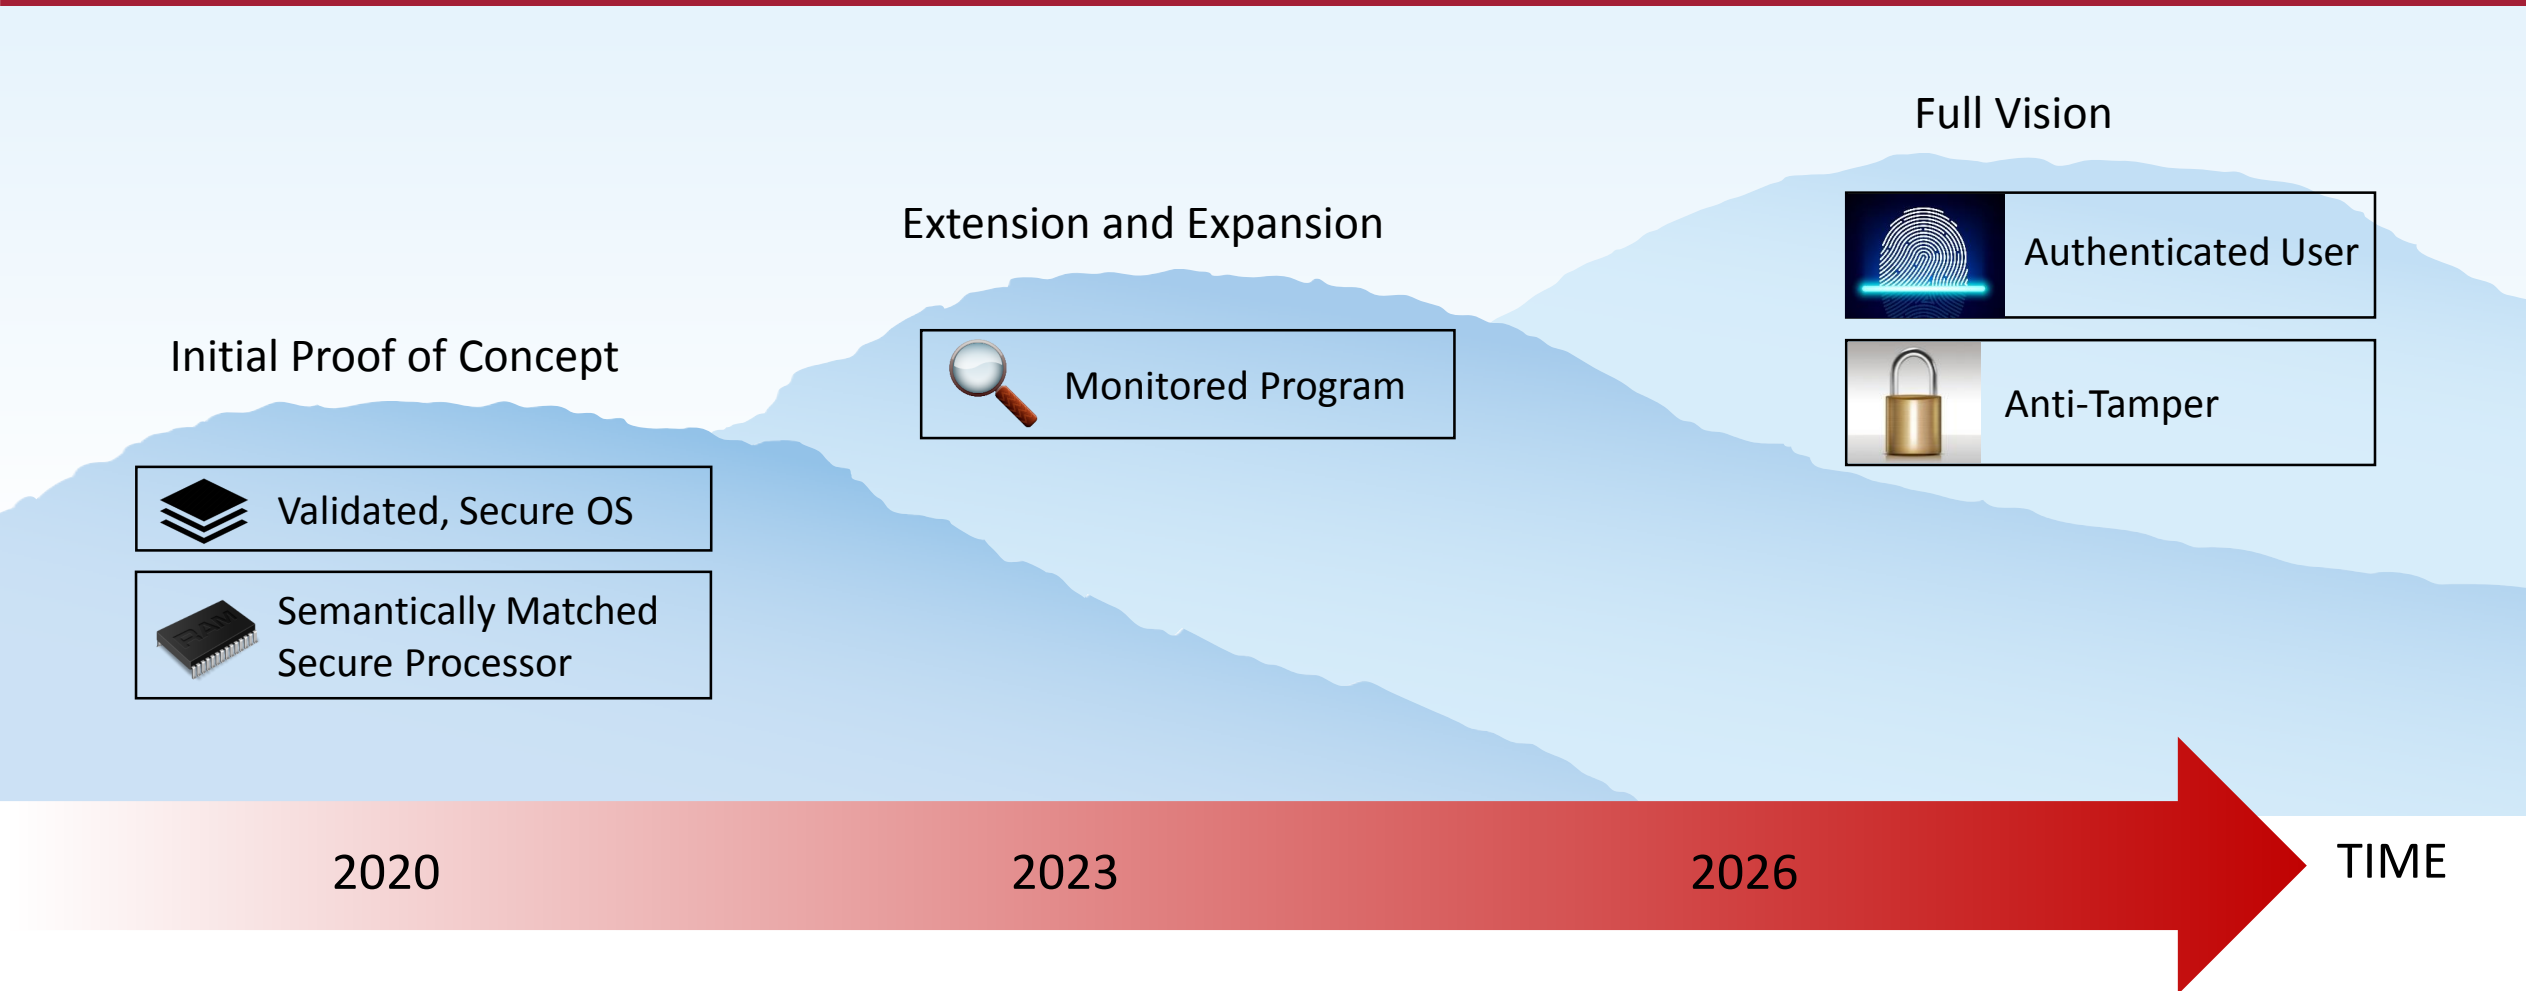 Full Vision
Authenticated User
Anti-Tamper
Extension and Expansion
Monitored Program
Initial Proof of Concept
Validated, Secure OS
RAM
Semantically Matched
Secure Processor
2020
2023
2026
TIME